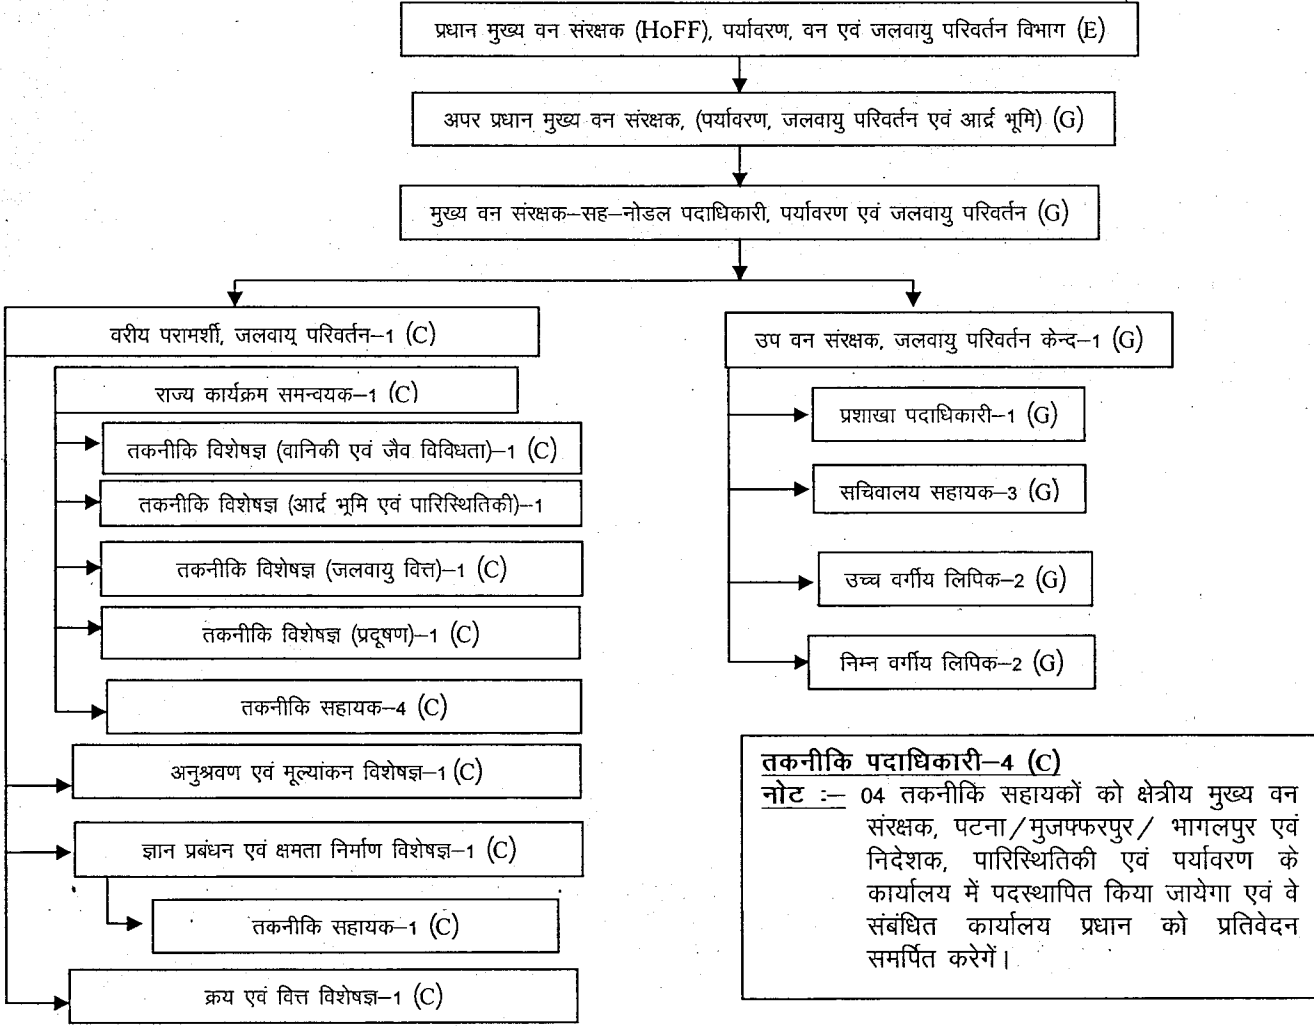 प्रधान मुख्य वन संरक्षक (HoFF), पर्यावरण, वन एवं जलवायु परिवर्तन विभाग (E)
अपर प्रधान मुख्य वन संरक्षक, (पर्यावरण, जलवायु परिवर्तन एवं आर्द्र भूमि) (G)
मुख्य वन संरक्षक–सह–नोडल पदाधिकारी, पर्यावरण एवं जलवायु परिवर्तन (G)
वरीय परामर्शी, जलवायु परिवर्तन–1 (C)
राज्य कार्यक्रम समन्वयक–1 (C)
तकनीकि विशेषज्ञ (वानिकी एवं जैव विविधता)–1 (C)
तकनीकि विशेषज्ञ (आर्द्र भूमि एवं पारिस्थितिकी)–1
तकनीकि विशेषज्ञ (जलवायु वित्त)–1 (C)
तकनीकि विशेषज्ञ (प्रदूषण)–1 (C)
तकनीकि सहायक–4 (C)
अनुश्रवण एवं मूल्यांकन विशेषज्ञ–1 (C)
ज्ञान प्रबंधन एवं क्षमता निर्माण विशेषज्ञ–1 (C)
तकनीकि सहायक–1 (C)
क्रय एवं वित्त विशेषज्ञ–1 (C)
उप वन संरक्षक, जलवायु परिवर्तन केन्द–1 (G)
प्रशाखा पदाधिकारी–1 (G)
सचिवालय सहायक–3 (G)
उच्च वर्गीय लिपिक–2 (G)
निम्न वर्गीय लिपिक–2 (G)
तकनीकि पदाधिकारी–4 (C)
नोट :– 04 तकनीकि सहायकों को क्षेत्रीय मुख्य वन
संरक्षक, पटना/मुजफ्फरपुर/ भागलपुर एवं
निदेशक, पारिस्थितिकी एवं पर्यावरण के
कार्यालय में पदस्थापित किया जायेगा एवं वे
संबंधित कार्यालय प्रधान को प्रतिवेदन
समर्पित करेगें।